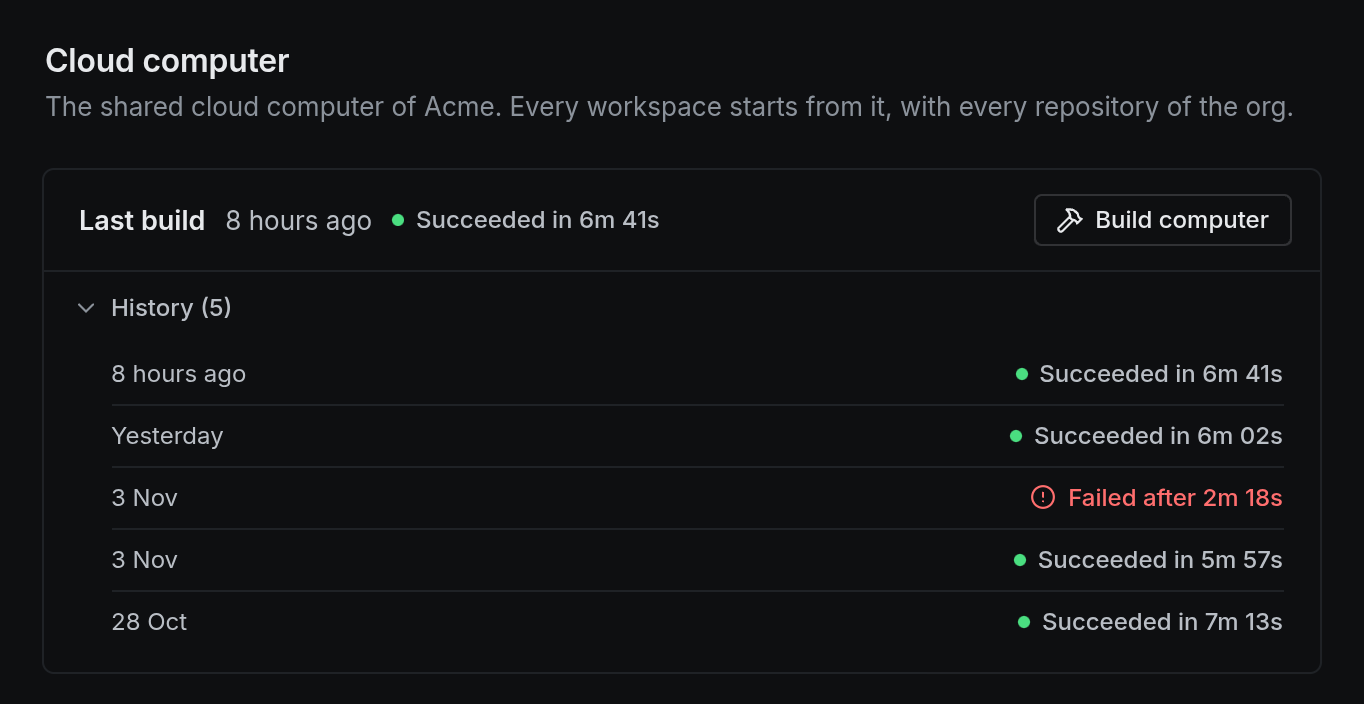 Cloud computer
The shared cloud computer of Acme. Every workspace starts from it, with every repository of the org.
Last build 8 hours ago Succeeded in 6m 41s Build computer
History (5)
8 hours ago Succeeded in 6m 41s
Yesterday Succeeded in 6m 02s
3 Nov Failed after 2m 18s
3 Nov Succeeded in 5m 57s
28 Oct Succeeded in 7m 13s